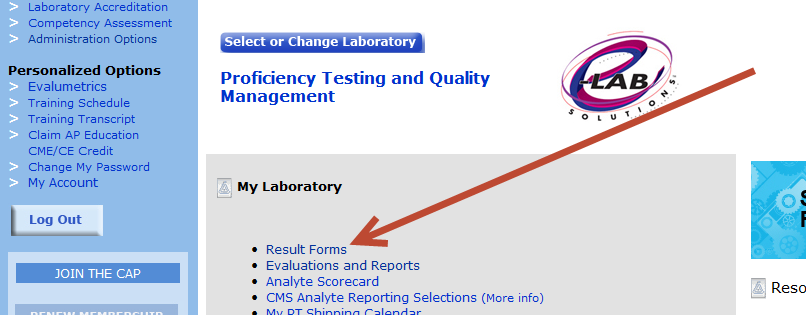 > Laboratory Accreditation
> Competency Assessment
> Administration Options
Personalized Options
> Evalumetrics
> Training Schedule
> Training Transcript
> Claim AP Education
CME/CE Credit
> Change My Password
> My Account
Log Out
JOIN THE CAP
RENEW MEMBERSHIP
Select or Change Laboratory
Proficiency Testing and Quality
Management
e-LAB
SOLUTIONS
My Laboratory
• Result Forms
• Evaluations and Reports
• Analyte Scorecard
• CMS Analyte Reporting Selections (More info)
• My PT Shipping Calendar
S
F
Reso